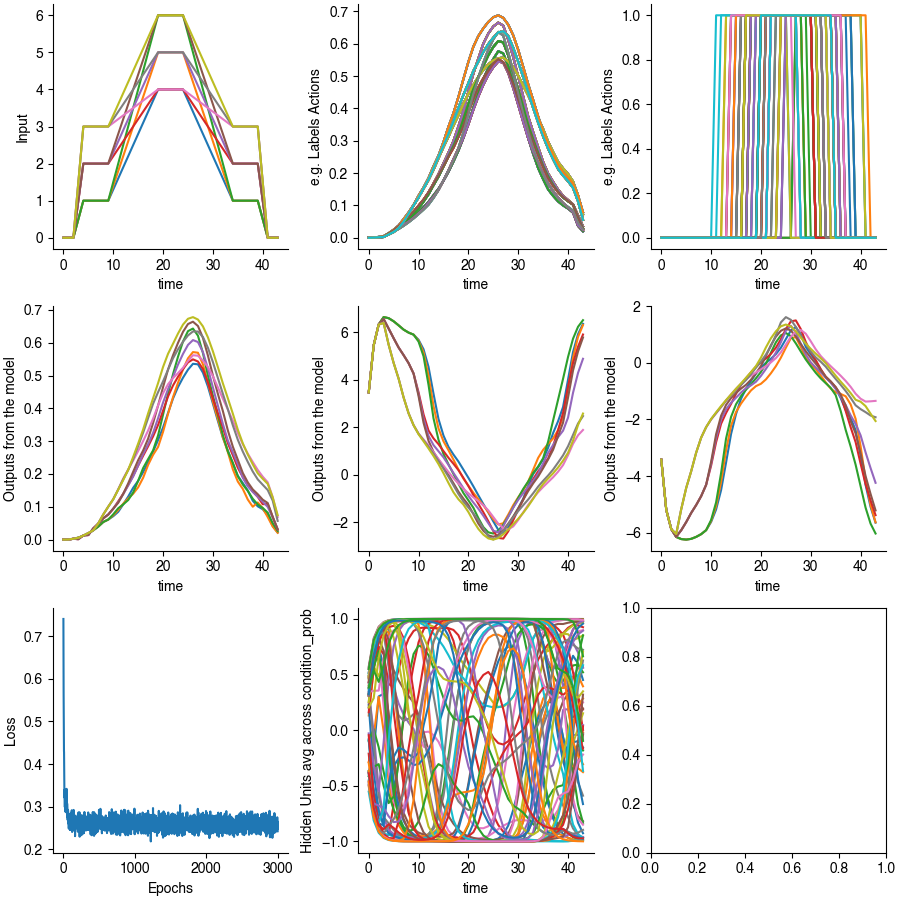 6
5
4
3
2
1
0
Input
0 10 20 30 40
time
0.7
0.6
0.5
0.4
0.3
0.2
0.1
0.0
e.g. Labels Actions
0 10 20 30 40
time
1.0
0.8
0.6
0.4
0.2
0.0
e.g. Labels Actions
0 10 20 30 40
time
0.7
0.6
0.5
0.4
0.3
0.2
0.1
0.0
Outputs from the model
0 10 20 30 40
time
6
4
2
0
−2
Outputs from the model
0 10 20 30 40
time
2
0
−2
−4
−6
Outputs from the model
0 10 20 30 40
time
0.7
0.6
0.5
0.4
0.3
0.2
Loss
0 1000 2000 3000
Epochs
1.0
0.5
0.0
−0.5
−1.0
Hidden Units avg across condition_prob
0 10 20 30 40
time
1.0
0.8
0.6
0.4
0.2
0.0
0.0 0.2 0.4 0.6 0.8 1.0